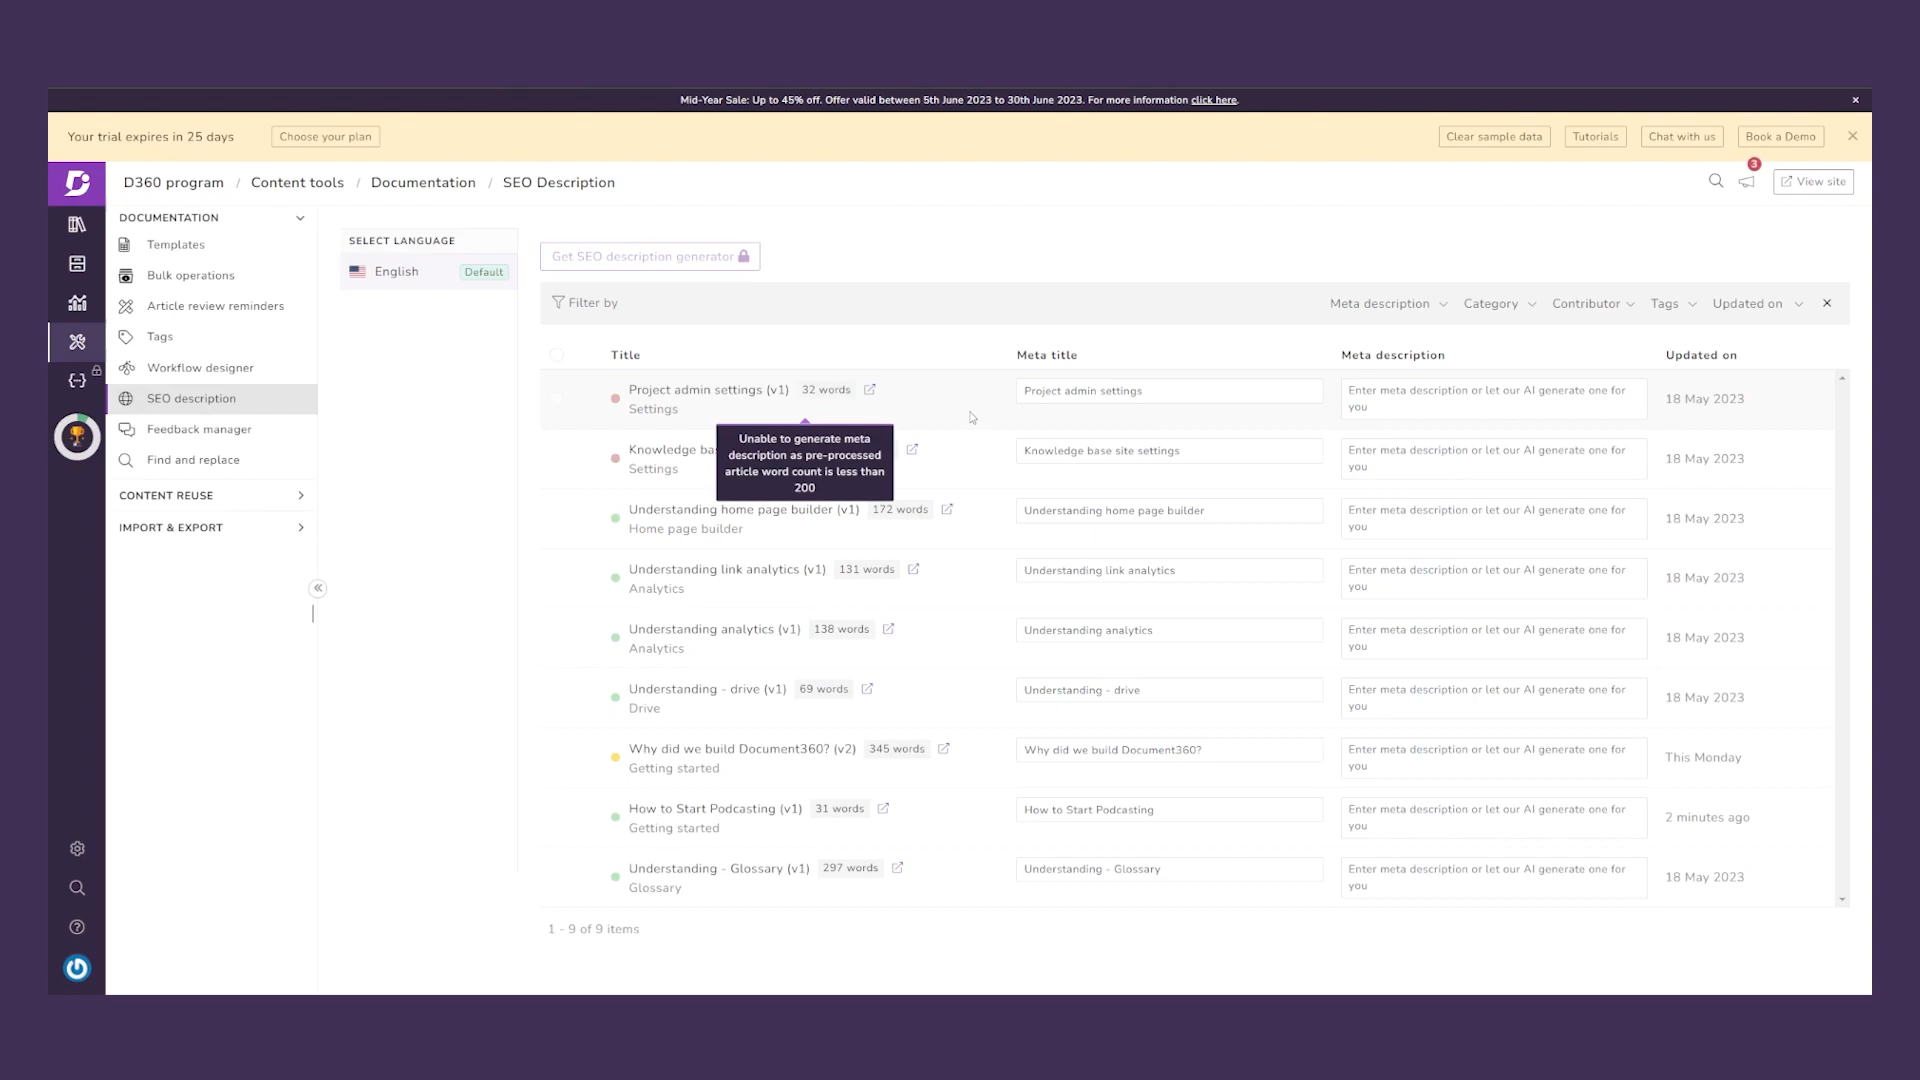 Mid-Year Sale: Up to 45% off. Offer valid between 5th June 2023 to 30th June 2023. For more information click here.
Your trial expires in 25 days
Choose your plan
Clear sample data
Tutorials
Chat with us
Book a Demo
D360 program / Content tools / Documentation / SEO Description
3
View site
DOCUMENTATION
Templates
Bulk operations
Article review reminders
Tags
Workflow designer
SEO description
Feedback manager
Find and replace
CONTENT REUSE
IMPORT & EXPORT
SELECT LANGUAGE
English
Default
Get SEO description generator
Filter by
Meta description
Category
Contributor
Tags
Updated on
Title
Meta title
Meta description
Updated on
Project admin settings (v1)
32 words
Settings
Project admin settings
Enter meta description or let our AI generate one for
you
18 May 2023
Unable to generate meta
description as pre-processed
article word count is less than
200
Knowledge ba
Settings
Knowledge base site settings
Enter meta description or let our AI generate one for
you
18 May 2023
Understanding home page builder (v1)
172 words
Home page builder
Understanding home page builder
Enter meta description or let our AI generate one for
you
18 May 2023
Understanding link analytics (v1)
131 words
Analytics
Understanding link analytics
Enter meta description or let our AI generate one for
you
18 May 2023
Understanding analytics (v1)
138 words
Analytics
Understanding analytics
Enter meta description or let our AI generate one for
you
18 May 2023
Understanding - drive (v1)
69 words
Drive
Understanding - drive
Enter meta description or let our AI generate one for
you
18 May 2023
Why did we build Document360? (v2)
345 words
Getting started
Why did we build Document360?
Enter meta description or let our AI generate one for
you
This Monday
How to Start Podcasting (v1)
31 words
Getting started
How to Start Podcasting
Enter meta description or let our AI generate one for
you
2 minutes ago
Understanding - Glossary (v1)
297 words
Glossary
Understanding - Glossary
Enter meta description or let our AI generate one for
you
18 May 2023
1 - 9 of 9 items